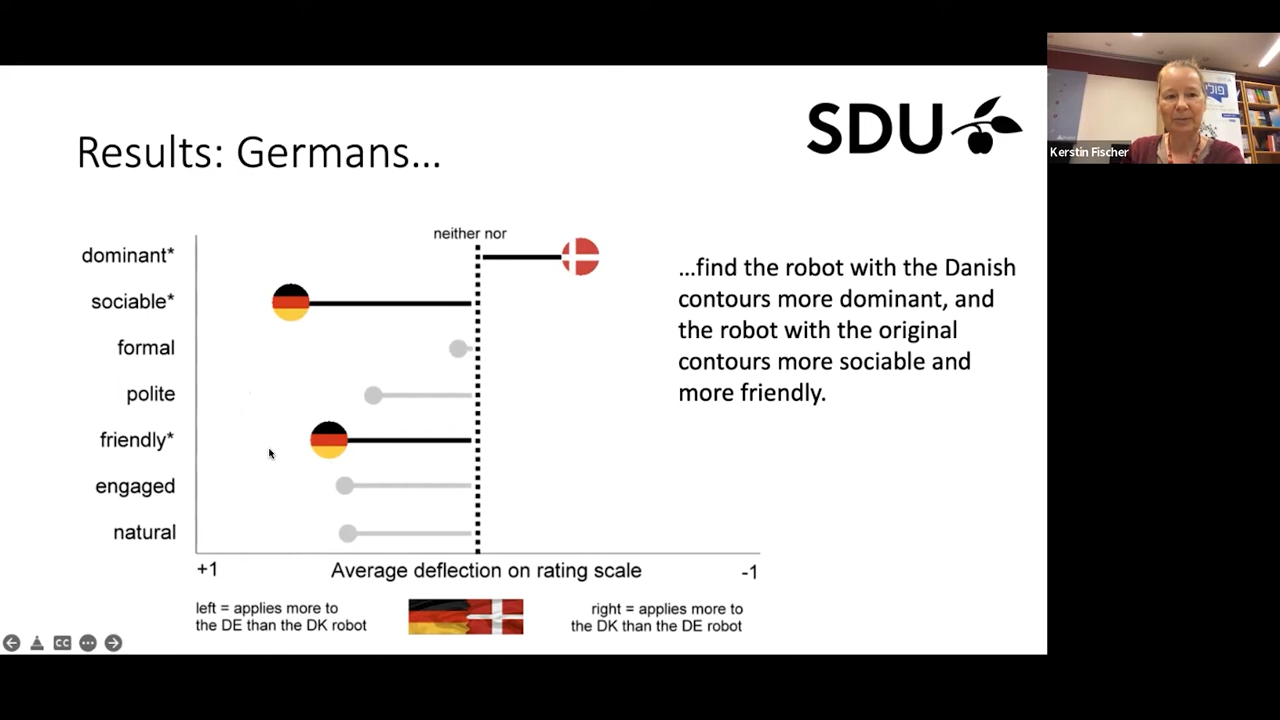 Results: Germans...
SDU
neither nor
dominant*
sociable*
formal
polite
friendly*
engaged
natural
+1
Average deflection on rating scale
-1
left = applies more to
the DE than the DK robot
right = applies more to
the DK than the DE robot
...find the robot with the Danish
contours more dominant, and
the robot with the original
contours more sociable and
more friendly.
CC
Kerstin Fischer